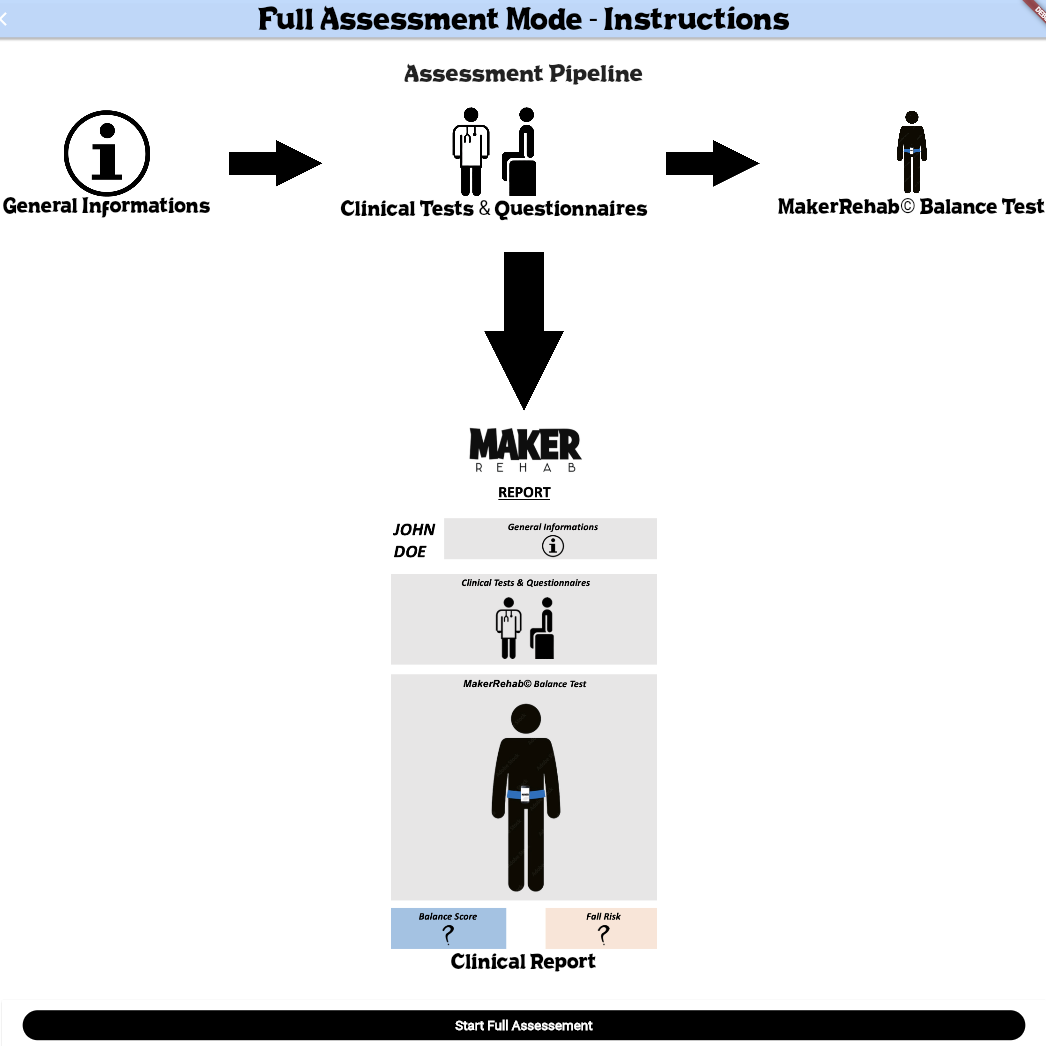 Full Assessment Mode - Instructions
Assessment Pipeline
General Informations
Clinical Tests & Questionnaires
MakerRehab© Balance Test
MAKER
REHAB
REPORT
JOHN
DOE
General Informations
Clinical Tests & Questionnaires
MakerRehab© Balance Test
Balance Score
?
Fall Risk
?
Clinical Report
Start Full Assessement